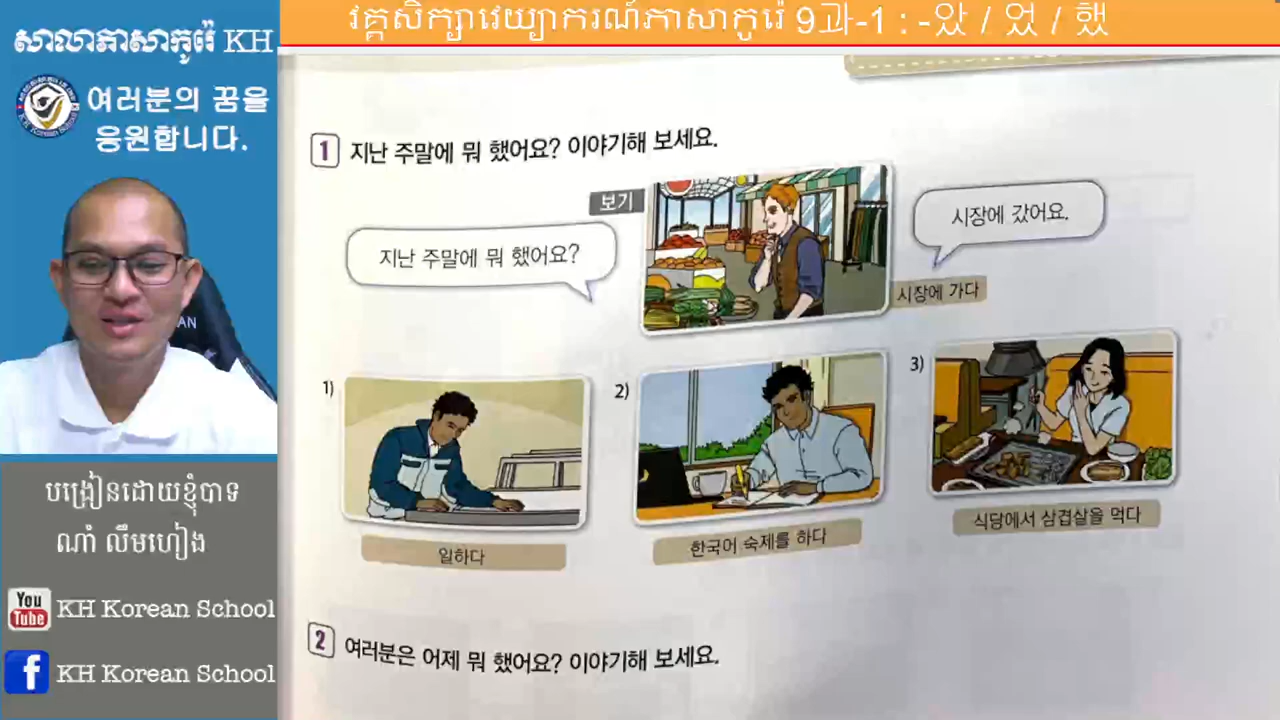 វគ្គសិក្សាវេយ្យាករណ៍ភាសាកូរ៉េ 9과-1 : -았 / 었 / 했
សាលាភាសាកូរ៉េ KH
여러분의 꿈을
응원합니다.
1 지난 주말에 뭐 했어요? 이야기해 보세요.
보기
지난 주말에 뭐 했어요?
시장에 갔어요.
시장에 가다
1)
2)
3)
일하다
한국어 숙제를 하다
식당에서 삼겹살을 먹다
2 여러분은 어제 뭐 했어요? 이야기해 보세요.
បង្រៀនដោយខ្ញុំបាទ
ណាំ លឹមហៀង
You
Tube
KH Korean School
f KH Korean School